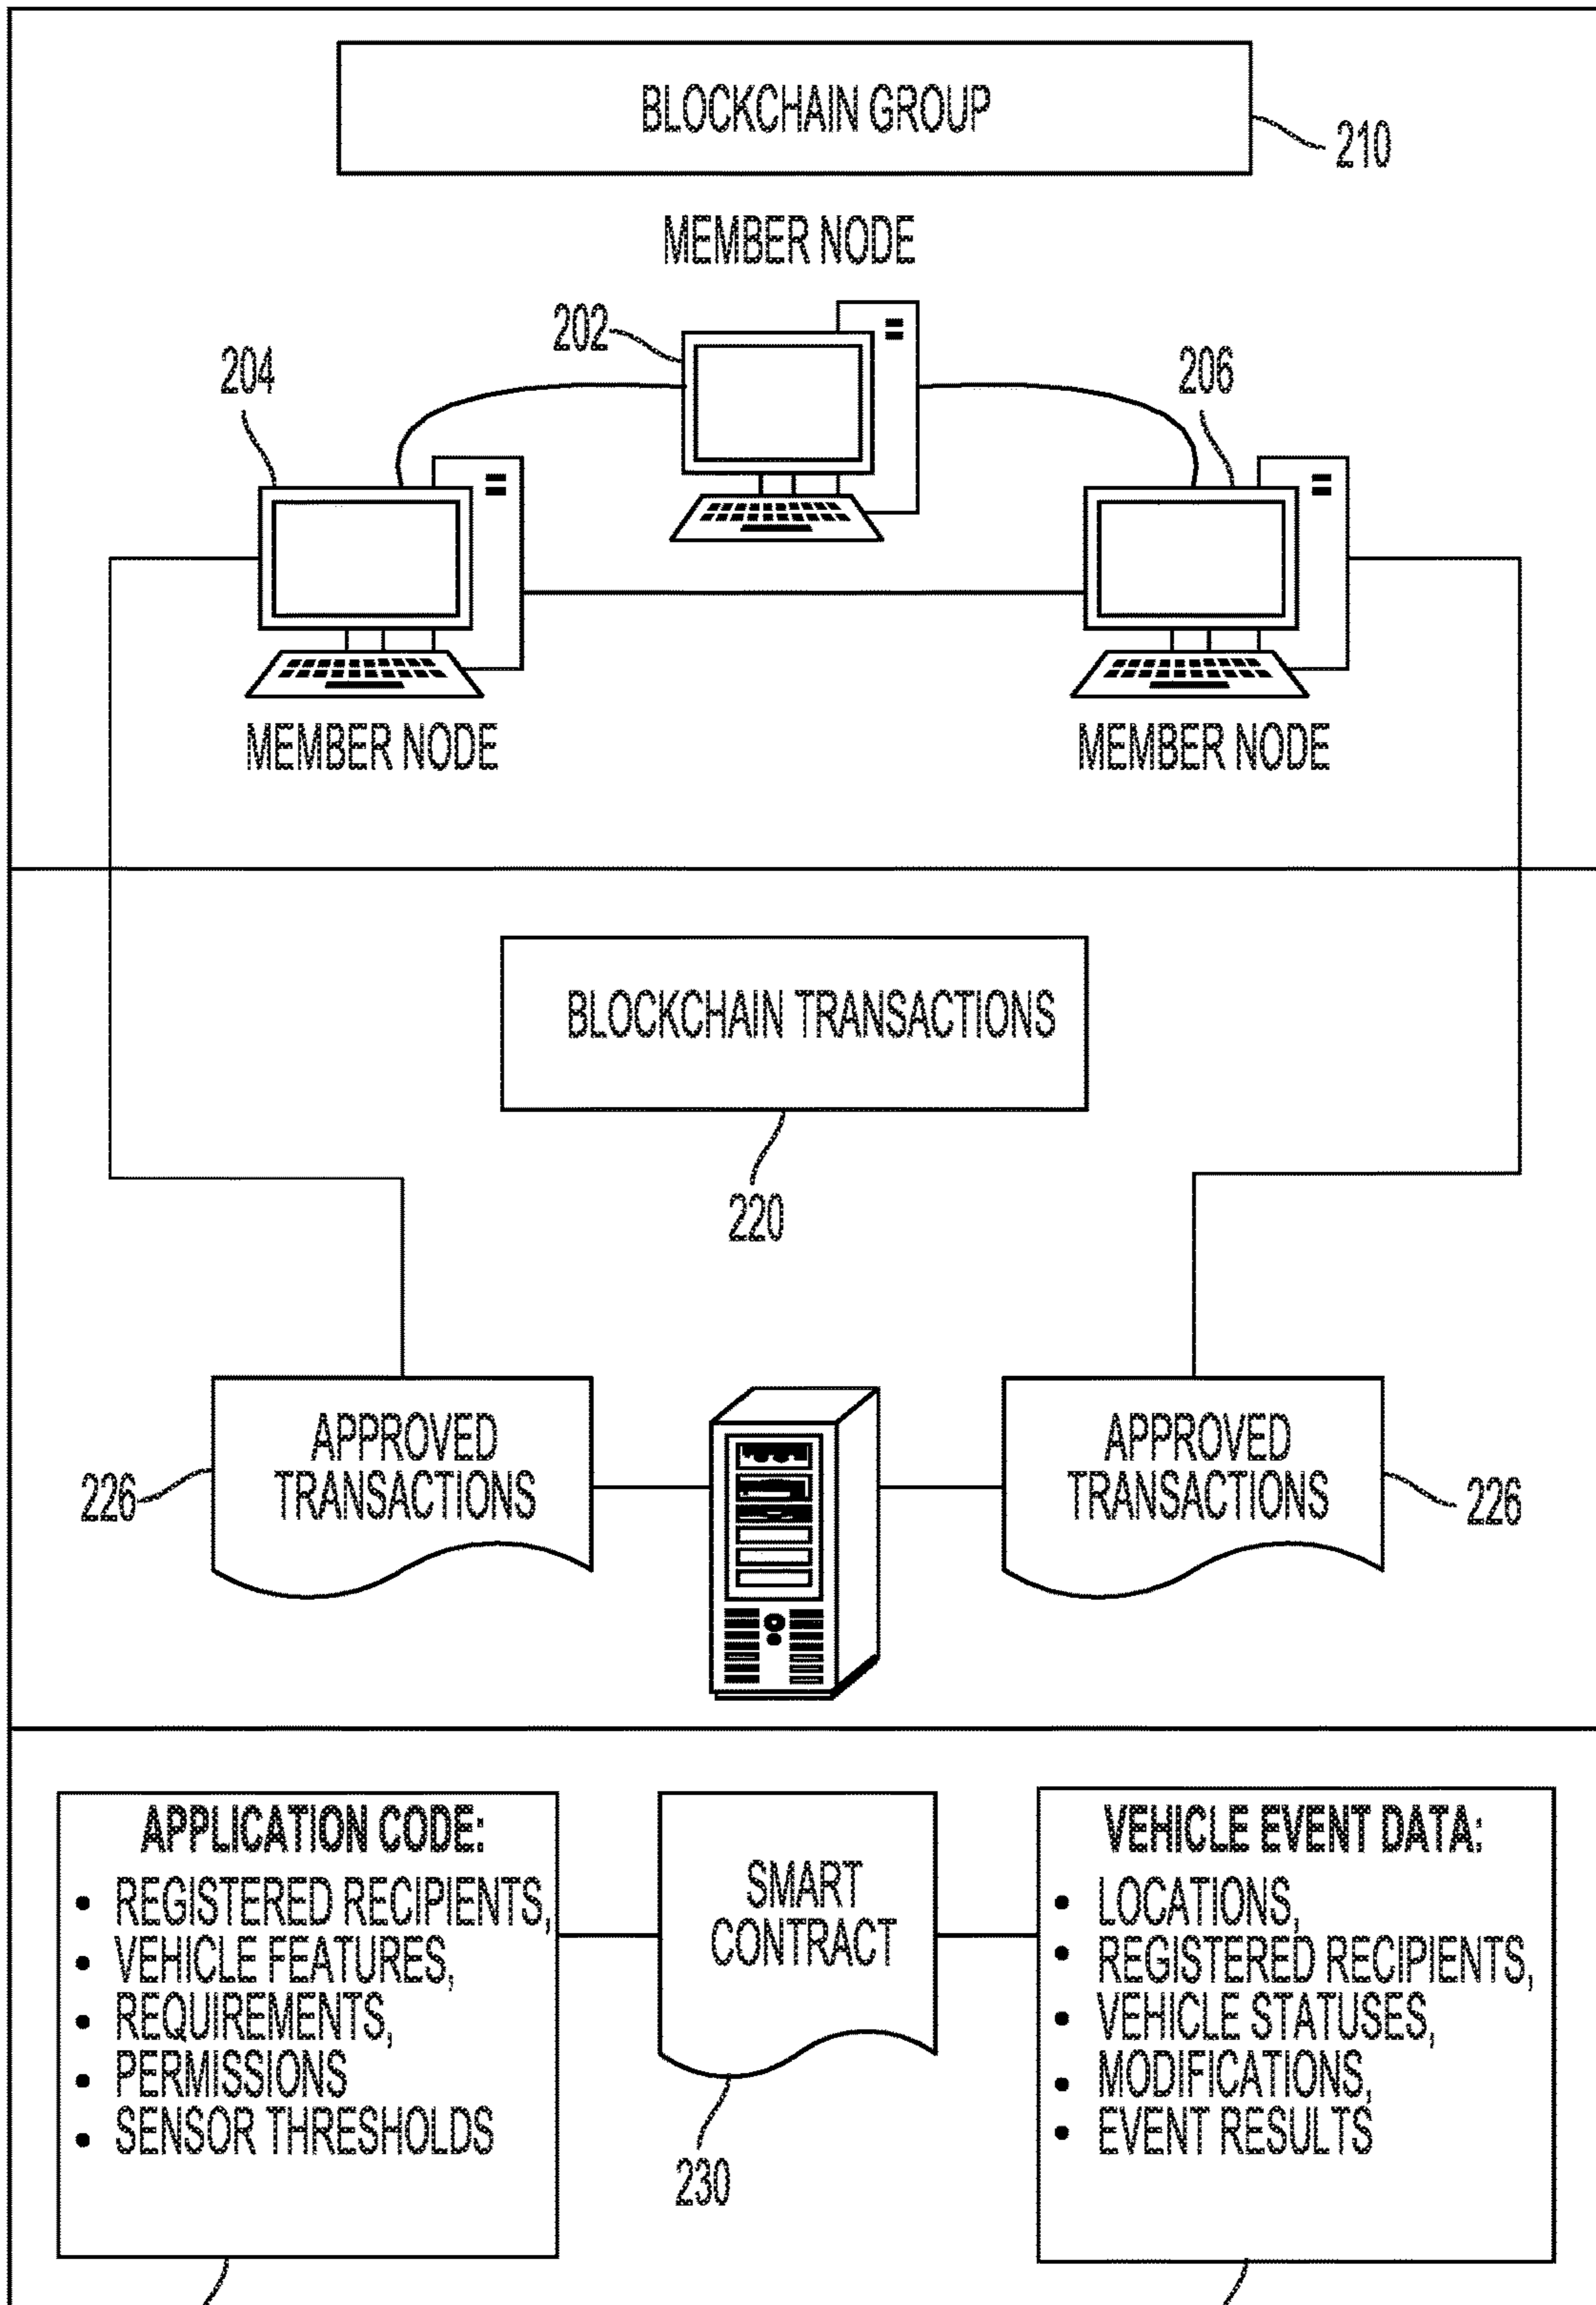 BLOCKCHAIN GROUP
210
MEMBER NODE
202
204
206
MEMBER NODE
MEMBER NODE
BLOCKCHAIN TRANSACTIONS
220
APPROVED
TRANSACTIONS
226
APPROVED
TRANSACTIONS
226
APPLICATION CODE:
• REGISTERED RECIPIENTS,
• VEHICLE FEATURES,
• REQUIREMENTS,
• PERMISSIONS
• SENSOR THRESHOLDS
SMART
CONTRACT
230
VEHICLE EVENT DATA:
• LOCATIONS,
• REGISTERED RECIPIENTS,
• VEHICLE STATUSES,
• MODIFICATIONS,
• EVENT RESULTS